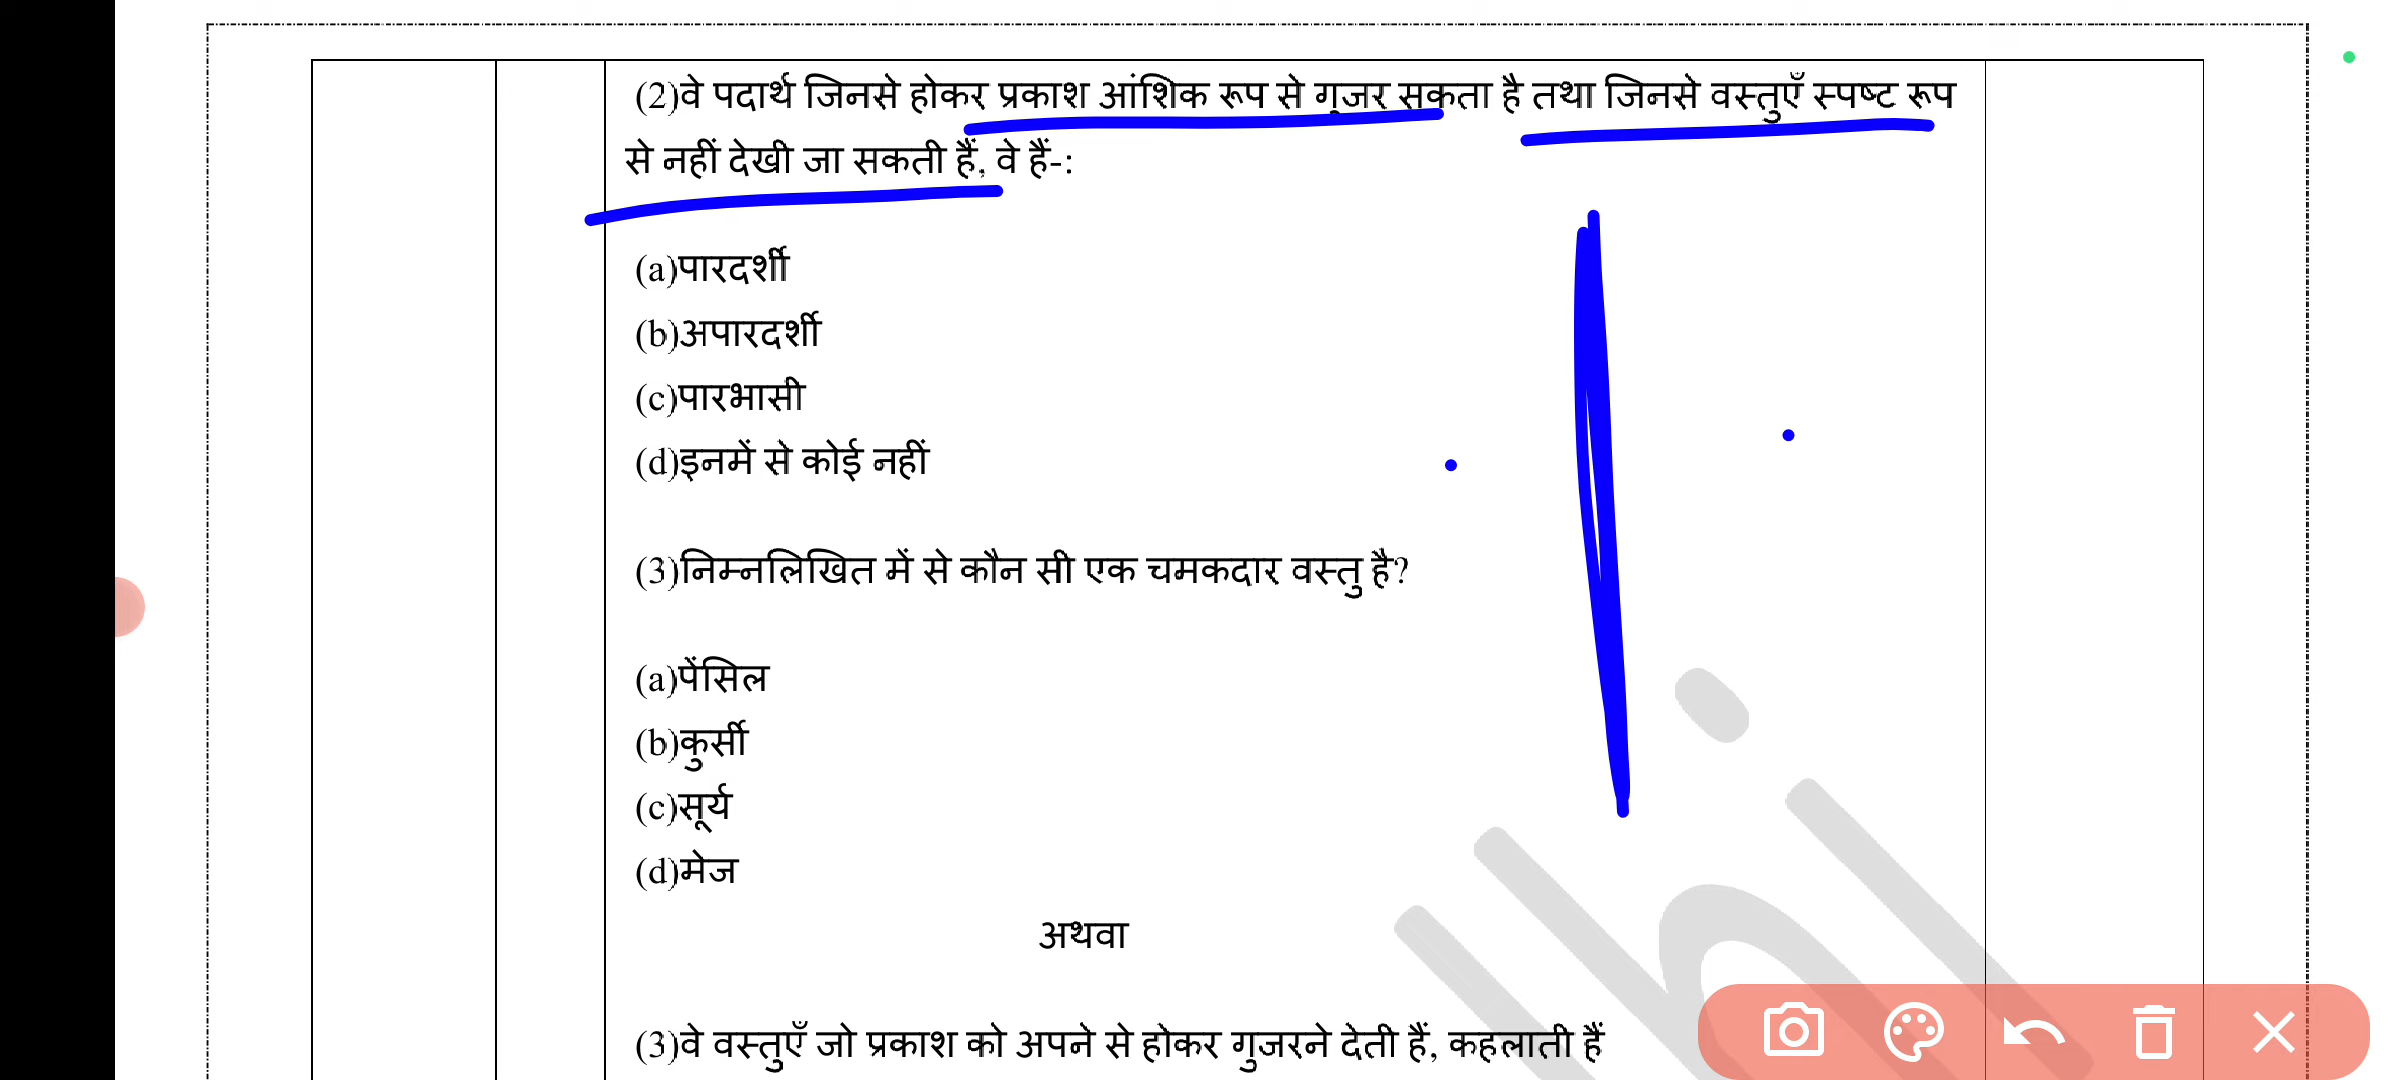 (2)वे पदार्थ जिनसे होकर प्रकाश आंशिक रूप से गुजर सकता है तथा जिनसे वस्तुएँ स्पष्ट रूप
से नहीं देखी जा सकती हैं, वे हैं-:
(a)पारदर्शी
(b)अपारदर्शी
(c)पारभासी
(d)इनमें से कोई नहीं
(3)निम्नलिखित में से कौन सी एक चमकदार वस्तु है?
(a)पेंसिल
(b)कुर्सी
(c)सूर्य
(d)मेज
अथवा
(3)वे वस्तुएँ जो प्रकाश को अपने से होकर गुजरने देती हैं, कहलाती हैं